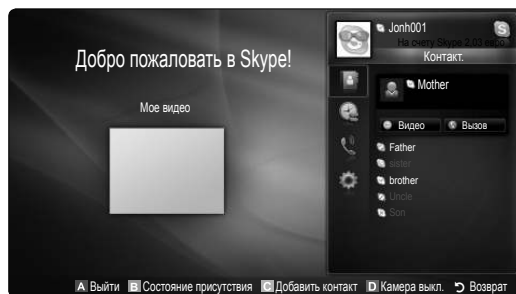 Jonh001
На счету Skype 2,03 евро
Контакт.
Добро пожаловать в Skype!
Мое видео
Mother
Видео Вызов
Father
sister
brother
Uncle
Son
A Выйти B Состояние присутствия C Добавить контакт D Камера выкл. Возврат